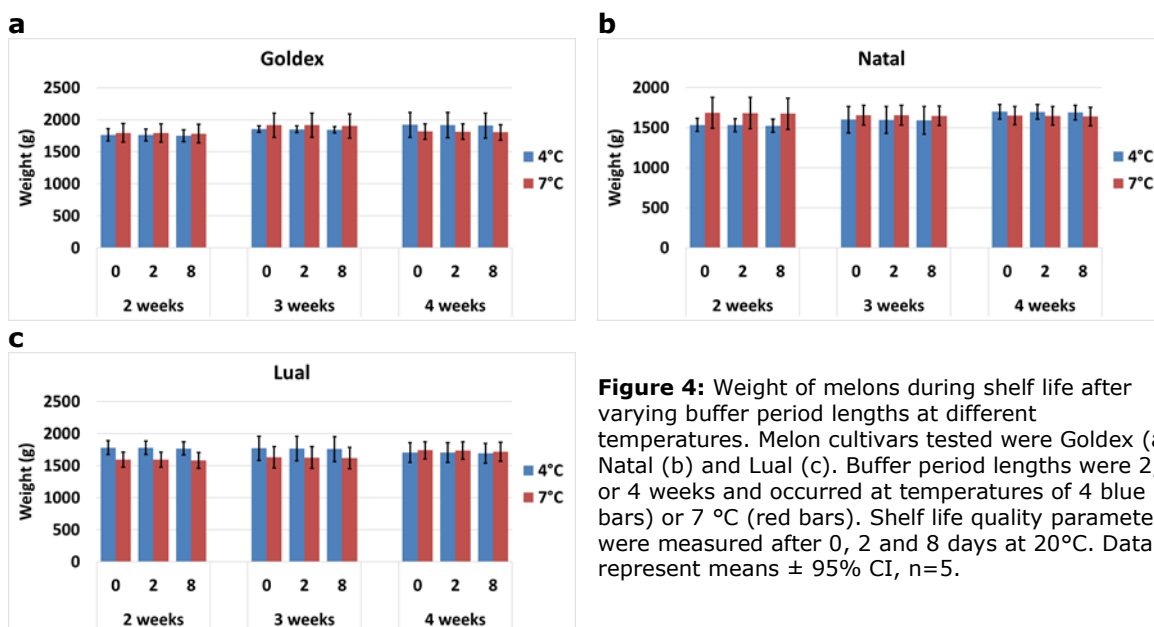 a
Goldex
2500
2000
1500
1000
500
0
Weight (g)
4°C
7°C
0 2 8 0 2 8 0 2 8
2 weeks 3 weeks 4 weeks
b
Natal
2000
1500
1000
500
0
Weight (g)
4°C
7°C
0 2 8 0 2 8 0 2 8
2 weeks 3 weeks 4 weeks
c
Lual
2500
2000
1500
1000
500
0
Weight (g)
4°C
7°C
0 2 8 0 2 8 0 2 8
2 weeks 3 weeks 4 weeks
Figure 4: Weight of melons during shelf life after
varying buffer period lengths at different
temperatures. Melon cultivars tested were Goldex (a
Natal (b) and Lual (c). Buffer period lengths were 2,
or 4 weeks and occurred at temperatures of 4 blue
bars) or 7 °C (red bars). Shelf life quality paramete
were measured after 0, 2 and 8 days at 20°C. Data
represent means ± 95% CI, n=5.